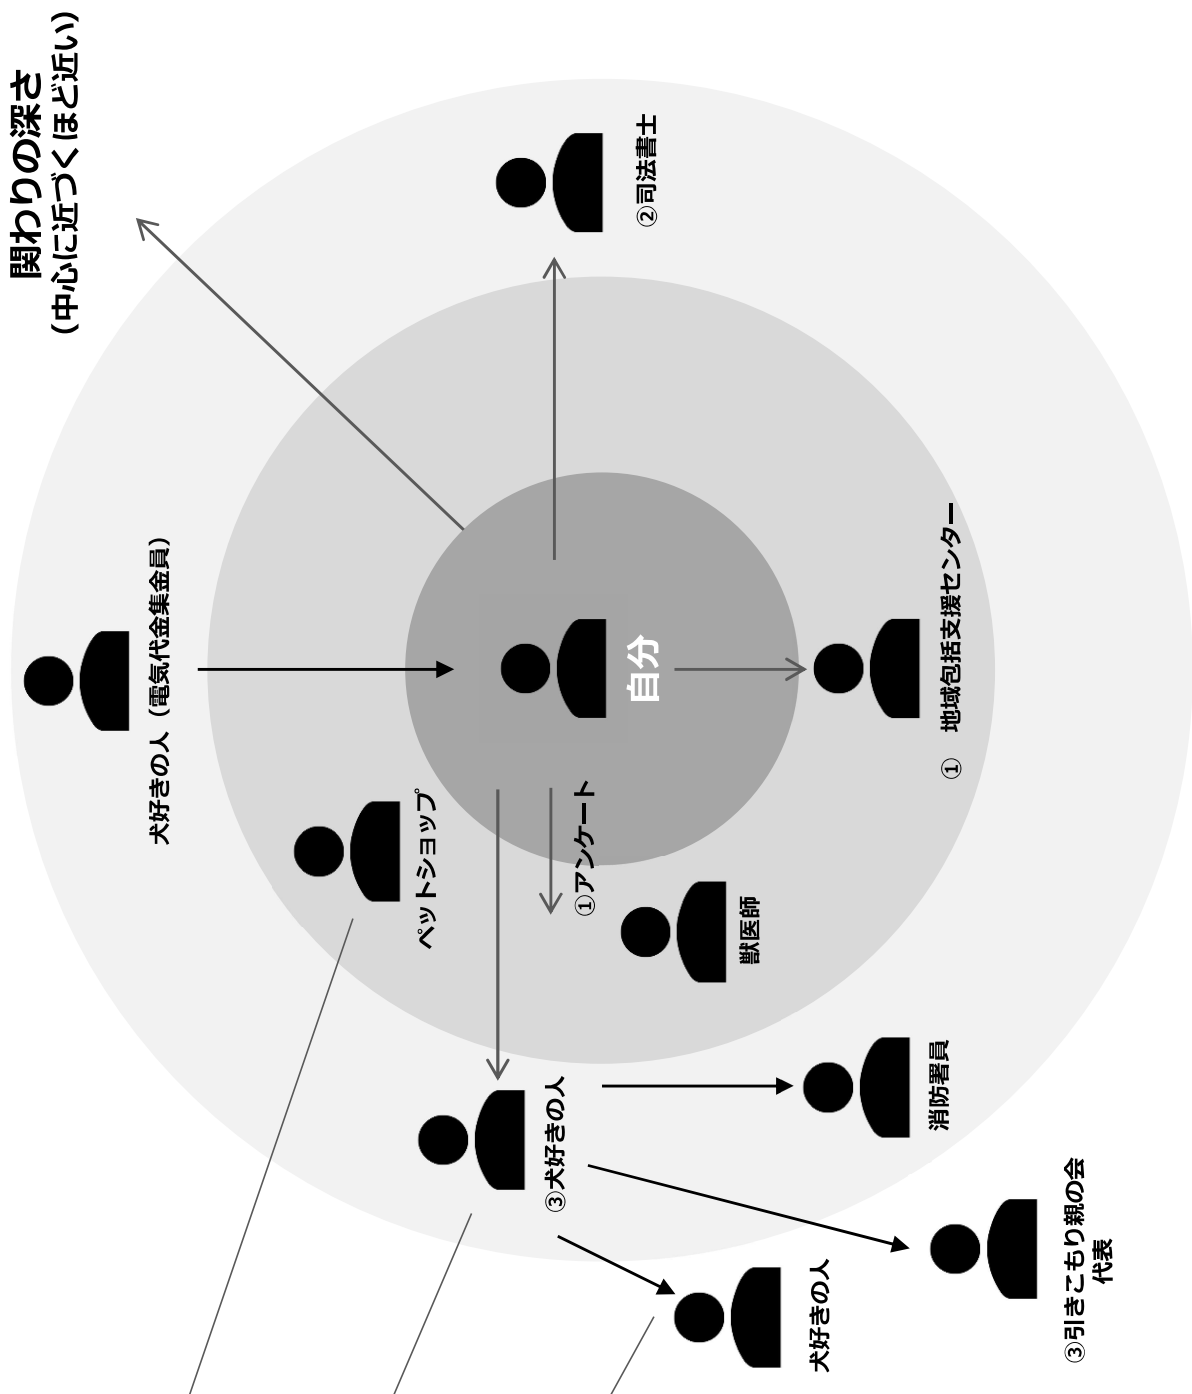 関わりの深さ
（中心に近づくほど近い）
②司法書士
犬好きの人（電気代金集金員）
自分
①　地域包括支援センター
ペットショップ
①アンケート
獣医師
③犬好きの人
消防署員
犬好きの人
③引きこもり親の会
代表